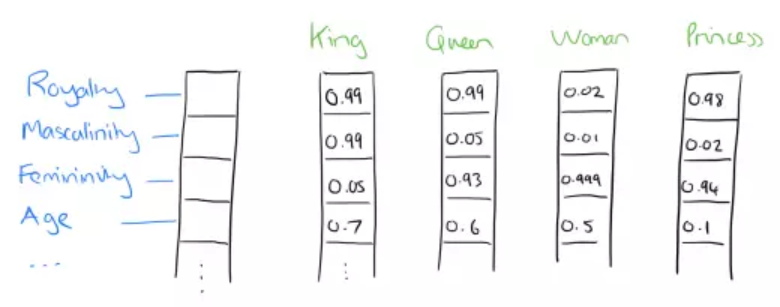 King Queen Woman Princess
Royalty 0.99 0.99 0.02 0.98
Masculinity 0.99 0.05 0.01 0.02
Femininity 0.05 0.93 0.999 0.94
Age 0.7 0.6 0.5 0.1
...